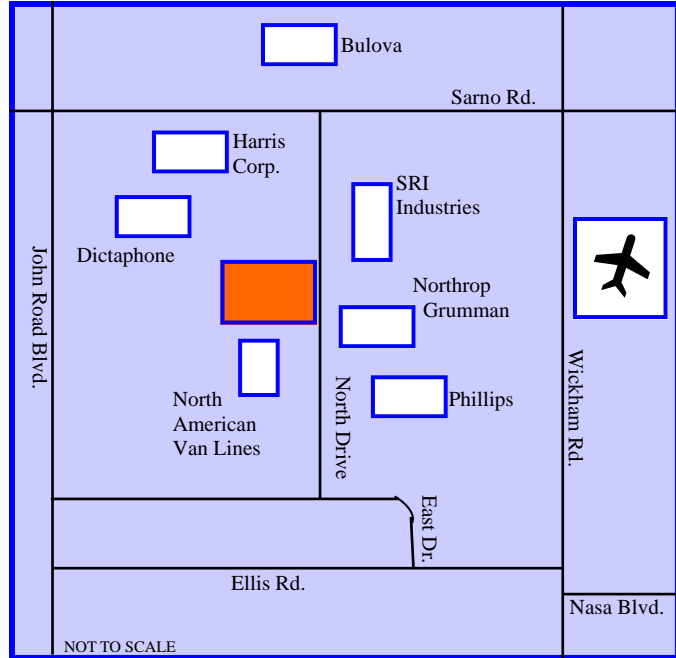 Bulova
Sarno Rd.
Harris
Corp.
SRI
Industries
Dictaphone
John Road Blvd.
Northrop
Grumman
Wickham Rd.
North
American
Van Lines
North Drive
Phillips
East Dr.
Ellis Rd.
Nasa Blvd.
NOT TO SCALE